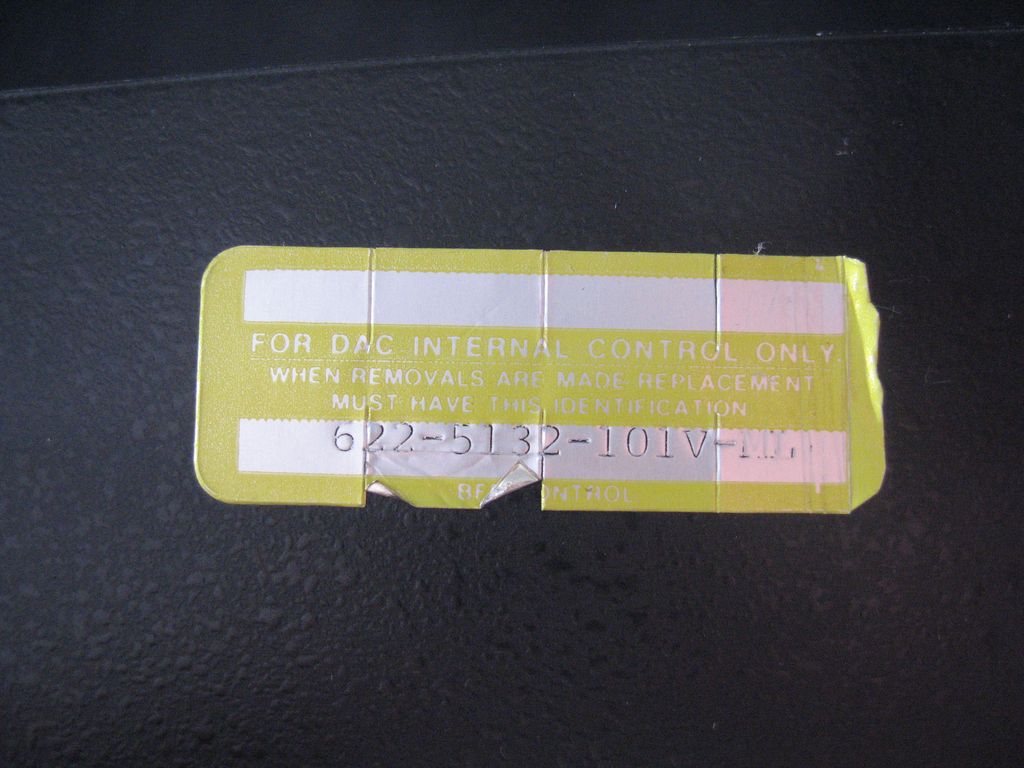 FOR DAC INTERNAL CONTROL ONLY.
WHEN REMOVALS ARE MADE REPLACEMENT
MUST HAVE THIS IDENTIFICATION
622-5132-101V-